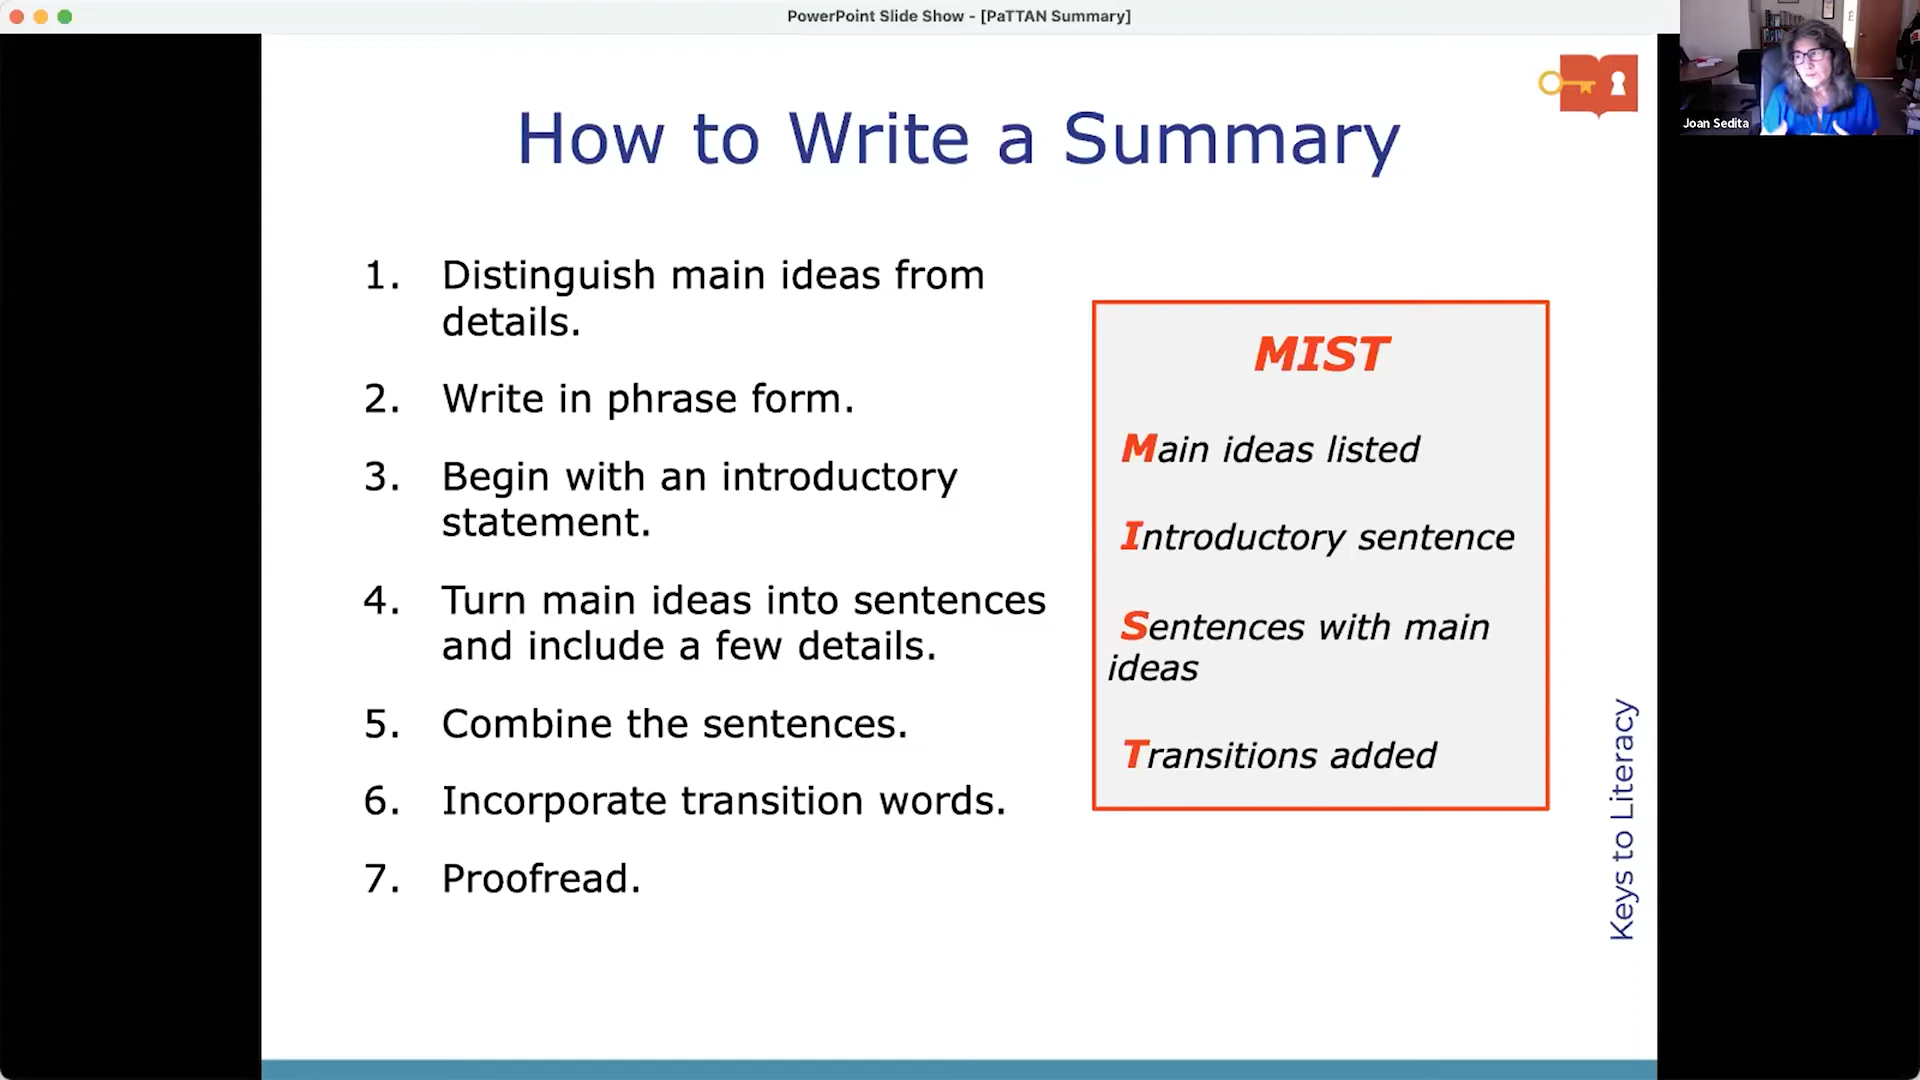 PowerPoint Slide Show - [PaTTAN Summary]
Joan Sedita
How to Write a Summary
1. Distinguish main ideas from
details.
2. Write in phrase form.
3. Begin with an introductory
statement.
4. Turn main ideas into sentences
and include a few details.
5. Combine the sentences.
6. Incorporate transition words.
7. Proofread.
MIST
Main ideas listed
Introductory sentence
Sentences with main
ideas
Transitions added
Keys to Literacy